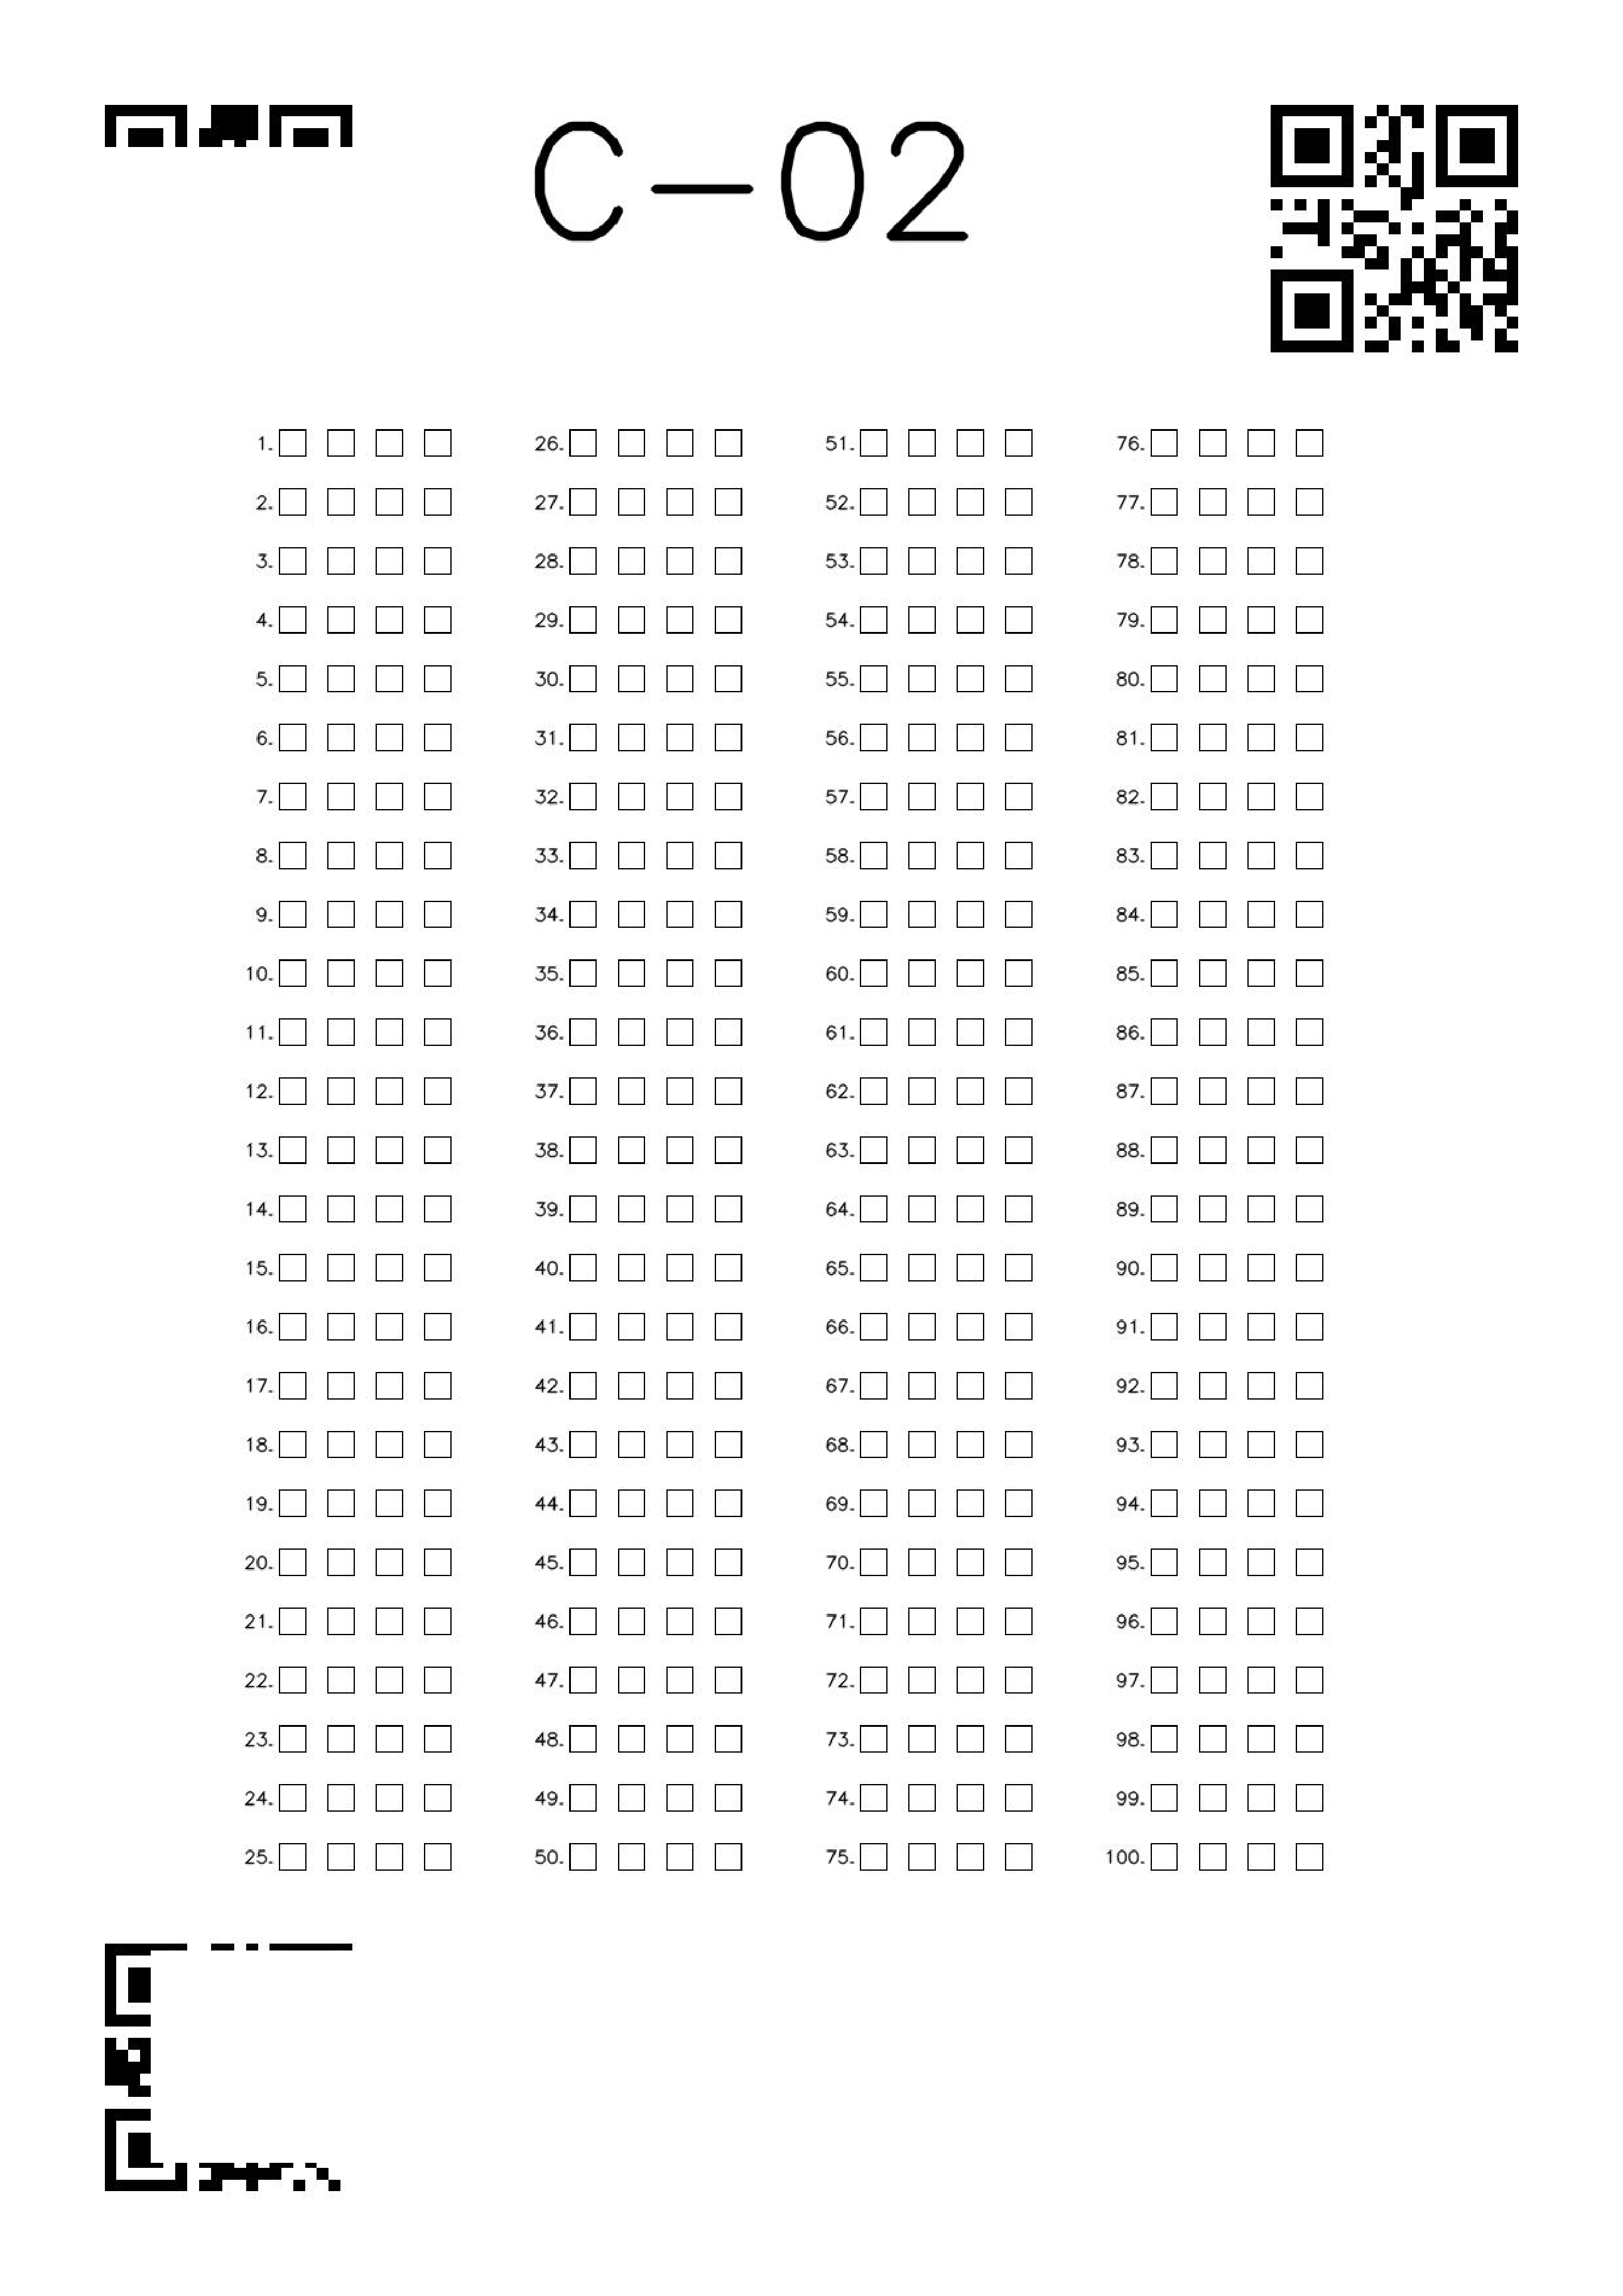 C-02
1. 26. 51. 76.
2. 27. 52. 77.
3. 28. 53. 78.
4. 29. 54. 79.
5. 30. 55. 80.
6. 31. 56. 81.
7. 32. 57. 82.
8. 33. 58. 83.
9. 34. 59. 84.
10. 35. 60. 85.
11. 36. 61. 86.
12. 37. 62. 87.
13. 38. 63. 88.
14. 39. 64. 89.
15. 40. 65. 90.
16. 41. 66. 91.
17. 42. 67. 92.
18. 43. 68. 93.
19. 44. 69. 94.
20. 45. 70. 95.
21. 46. 71. 96.
22. 47. 72. 97.
23. 48. 73. 98.
24. 49. 74. 99.
25. 50. 75. 100.